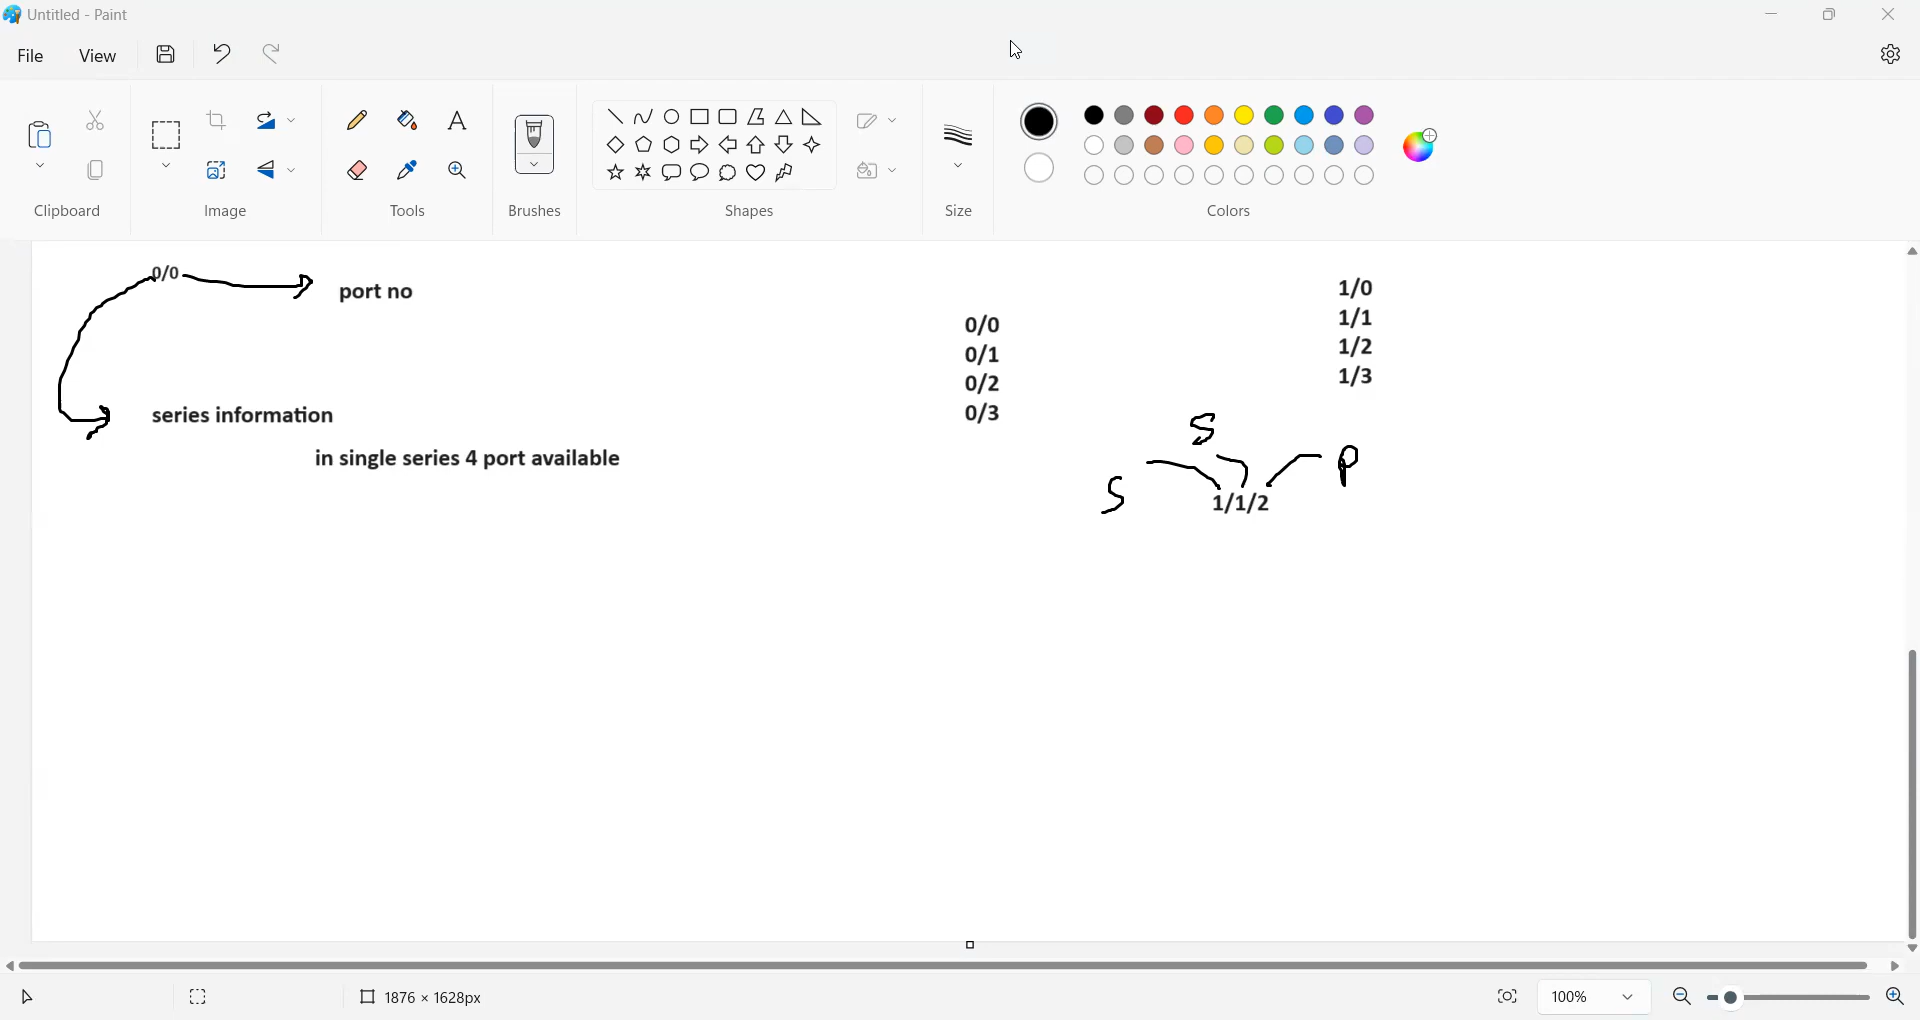 Untitled - Paint
File View
Clipboard Image Tools Brushes Shapes Size Colors
0/0
port no
series information
in single series 4 port available
0/0
0/1
0/2
0/3
1/0
1/1
1/2
1/3
S
S
P
1/1/2
1876 × 1628px
100%